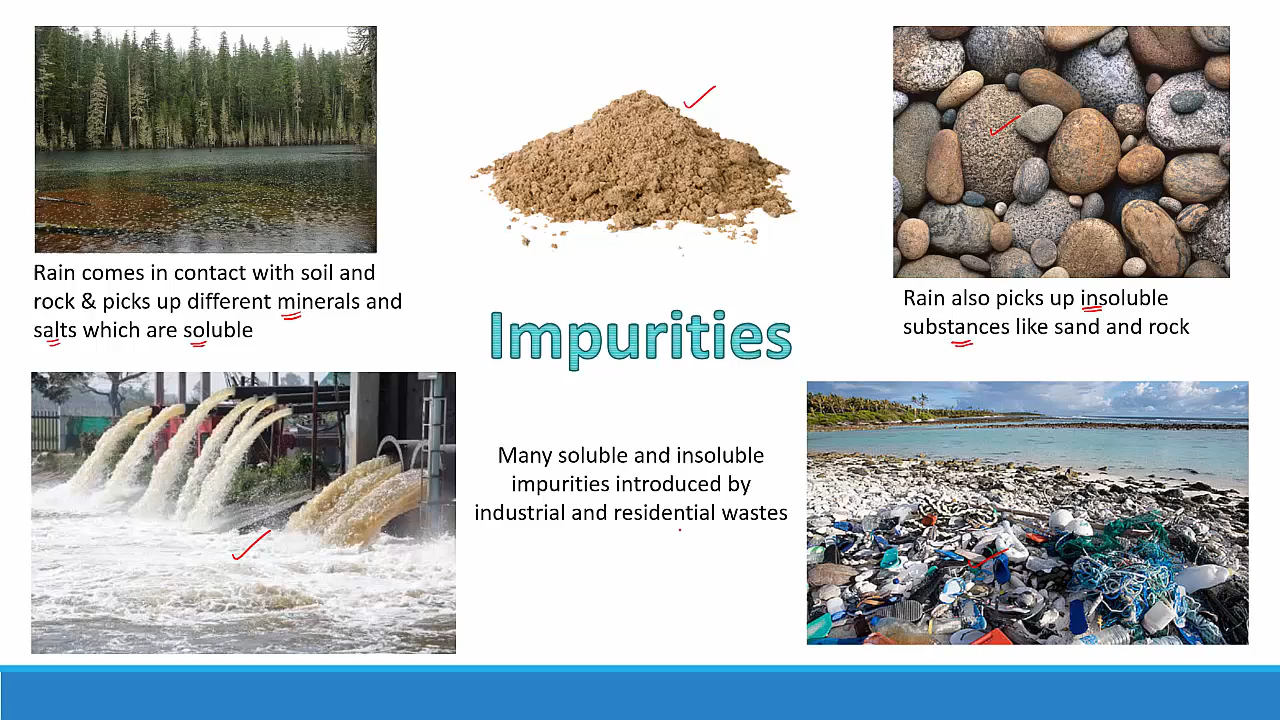 Rain comes in contact with soil and
rock & picks up different minerals and
salts which are soluble
Rain also picks up insoluble
substances like sand and rock
Impurities
Many soluble and insoluble
impurities introduced by
industrial and residential wastes